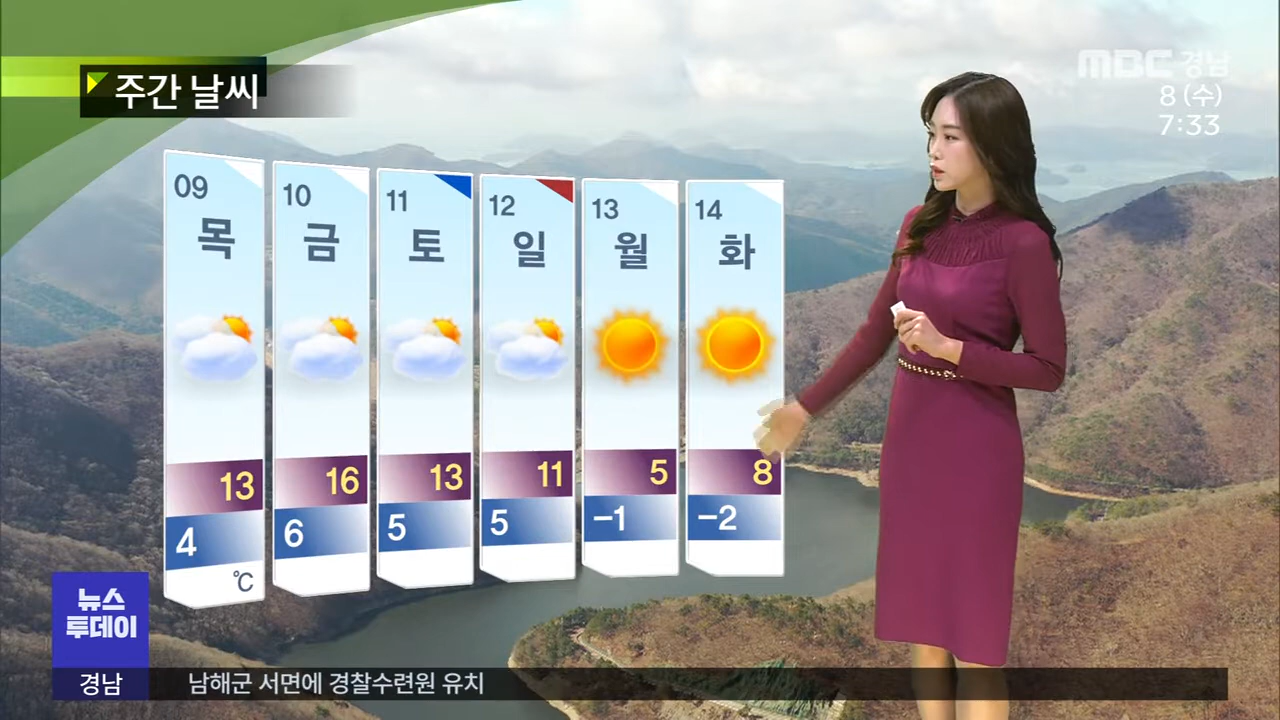 주간 날씨
MBC 경남
8 (수)
7:33
09 10 11 12 13 14
목 금 토 일 월 화
13 16 13 11 5 8
4 6 5 5 -1 -2
℃
뉴스
투데이
경남
남해군 서면에 경찰수련원 유치